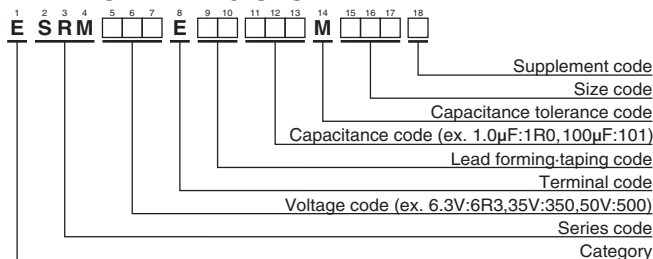 1 2 3 4 5 6 7 8 9 10 11 12 13 14 15 16 17 18
E S R M □□□ E □□ □□□ M □□□ □
Supplement code
Size code
Capacitance tolerance code
Capacitance code (ex. 1.0μF:1R0,100μF:101)
Lead forming·taping code
Terminal code
Voltage code (ex. 6.3V:6R3,35V:350,50V:500)
Series code
Category